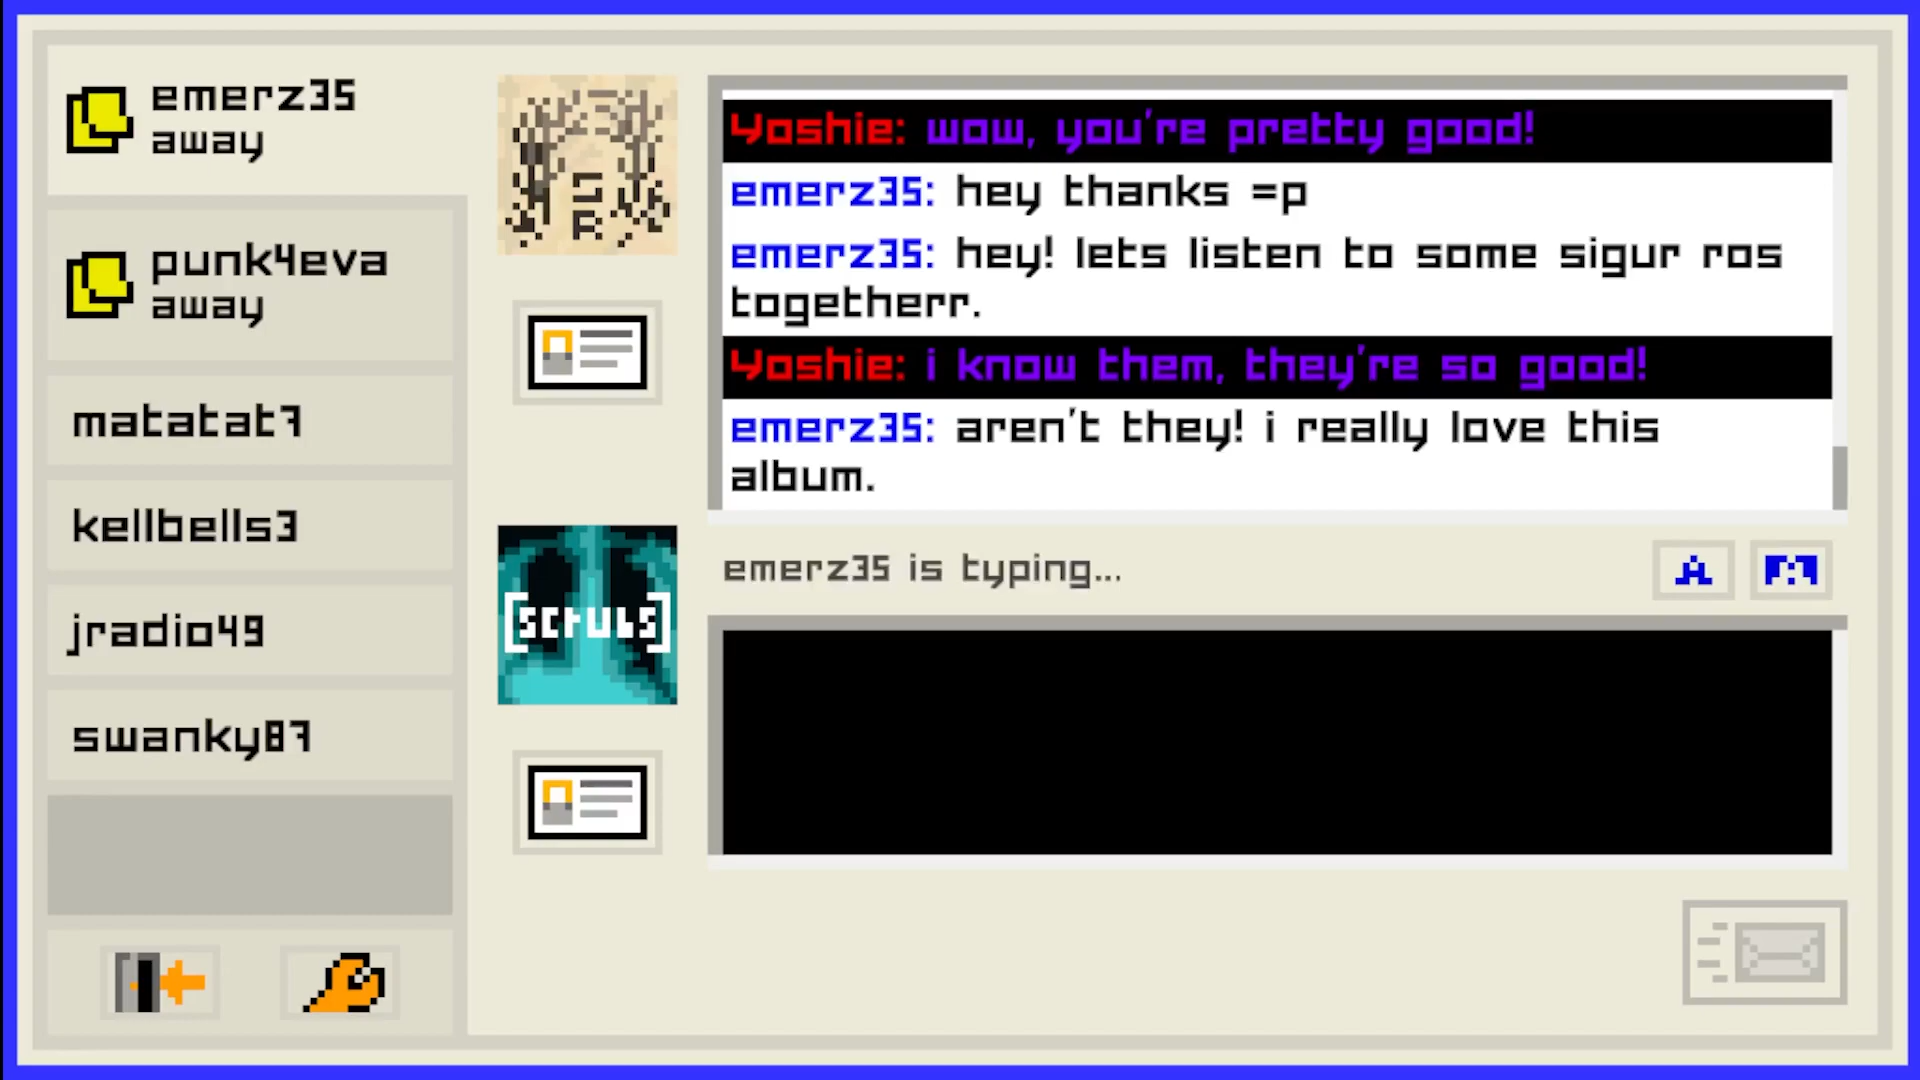 emerz35
away
punk4eva
away
matatat7
kellbells3
jradio49
swanky87
SR
[scrubs]
Yoshie: wow, you're pretty good!
emerz35: hey thanks =p
emerz35: hey! lets listen to some sigur ros
togetherr.
Yoshie: i know them, they're so good!
emerz35: aren't they! i really love this
album.
emerz35 is typing...
A